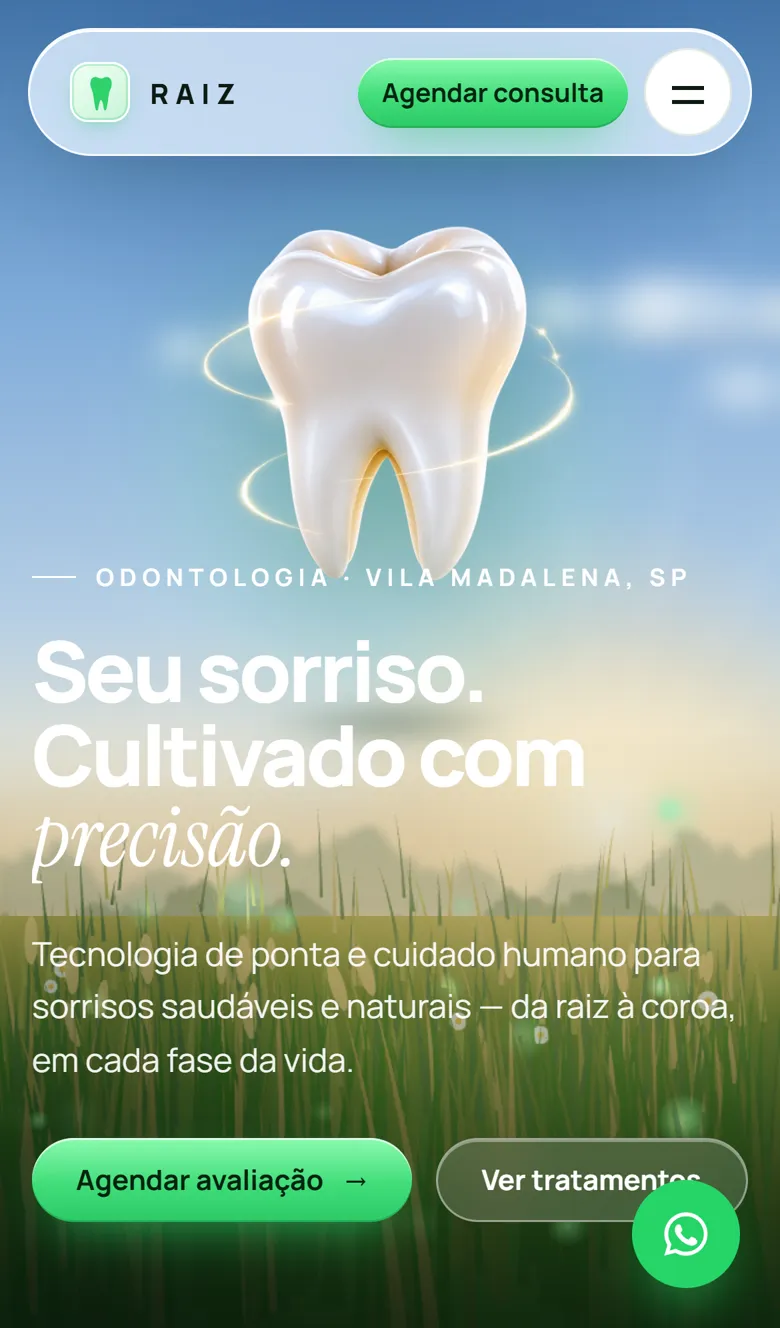 RAIZ
Agendar consulta
ODONTOLOGIA · VILA MADALENA, SP
Seu sorriso.
Cultivado com
precisão.
Tecnologia de ponta e cuidado humano para
sorrisos saudáveis e naturais — da raiz à coroa,
em cada fase da vida.
Agendar avaliação →
Ver tratamentos